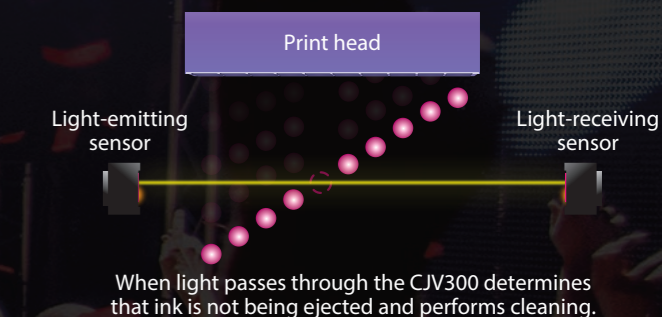 Print head
Light-emitting
sensor
Light-receiving
sensor
When light passes through the CJV300 determines
that ink is not being ejected and performs cleaning.